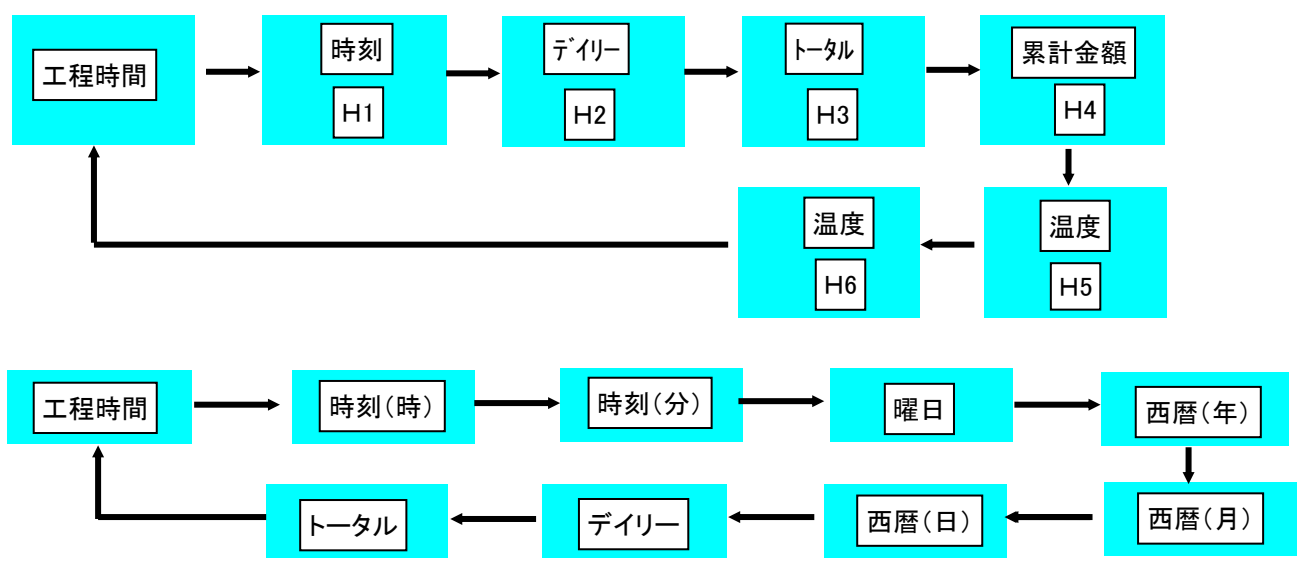 工程時間
時刻
H1
ﾃﾞｲﾘｰ
H2
ﾄｰﾀﾙ
H3
累計金額
H4
温度
H5
温度
H6
工程時間
時刻(時)
時刻(分)
曜日
西暦(年)
西暦(月)
西暦(日)
デイリー
トータル